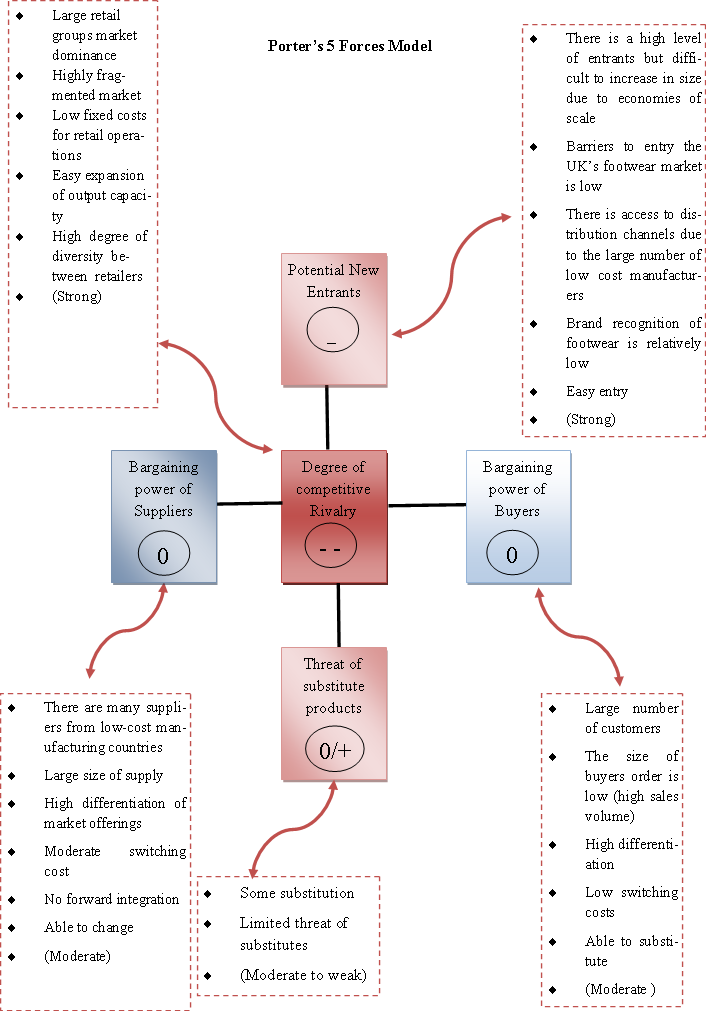 Porter's 5 Forces Model
◆ Large retail
groups market
dominance
◆ Highly frag-
mented market
◆ Low fixed costs
for retail opera-
tions
◆ Easy expansion
of output capaci-
ty
◆ High degree of
diversity be-
tween retailers
◆ (Strong)
◆ There is a high level
of entrants but diffi-
cult to increase in size
due to economies of
scale
◆ Barriers to entry the
UK's footwear market
is low
◆ There is access to dis-
tribution channels due
to the large number of
low cost manufactur-
ers
◆ Brand recognition of
footwear is relatively
low
◆ Easy entry
◆ (Strong)
Potential New
Entrants
_
Bargaining
power of
Suppliers
0
Degree of
competitive
Rivalry
- -
Bargaining
power of
Buyers
0
Threat of
substitute
products
0/+
◆ There are many suppli-
ers from low-cost man-
ufacturing countries
◆ Large size of supply
◆ High differentiation of
market offerings
◆ Moderate switching
cost
◆ No forward integration
◆ Able to change
◆ (Moderate)
◆ Some substitution
◆ Limited threat of
substitutes
◆ (Moderate to weak)
◆ Large number
of customers
◆ The size of
buyers order is
low (high sales
volume)
◆ High differenti-
ation
◆ Low switching
costs
◆ Able to substi-
tute
◆ (Moderate )